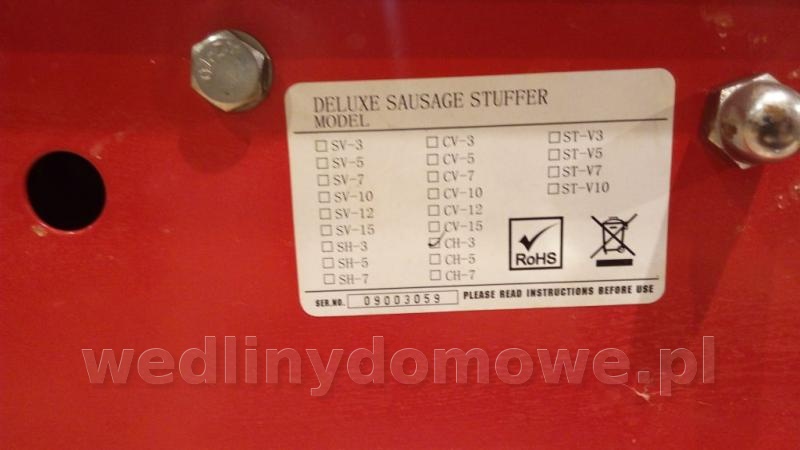 DELUXE SAUSAGE STUFFER
MODEL
SV-3
SV-5
SV-7
SV-10
SV-12
SV-15
SH-3
SH-5
SH-7
CV-3
CV-5
CV-7
CV-10
CV-12
CV-15
CH-3
CH-5
CH-7
ST-V3
ST-V5
ST-V7
ST-V10
RoHS
SER.NO. 09003059 PLEASE READ INSTRUCTIONS BEFORE USE
wedlinydomowe.pl